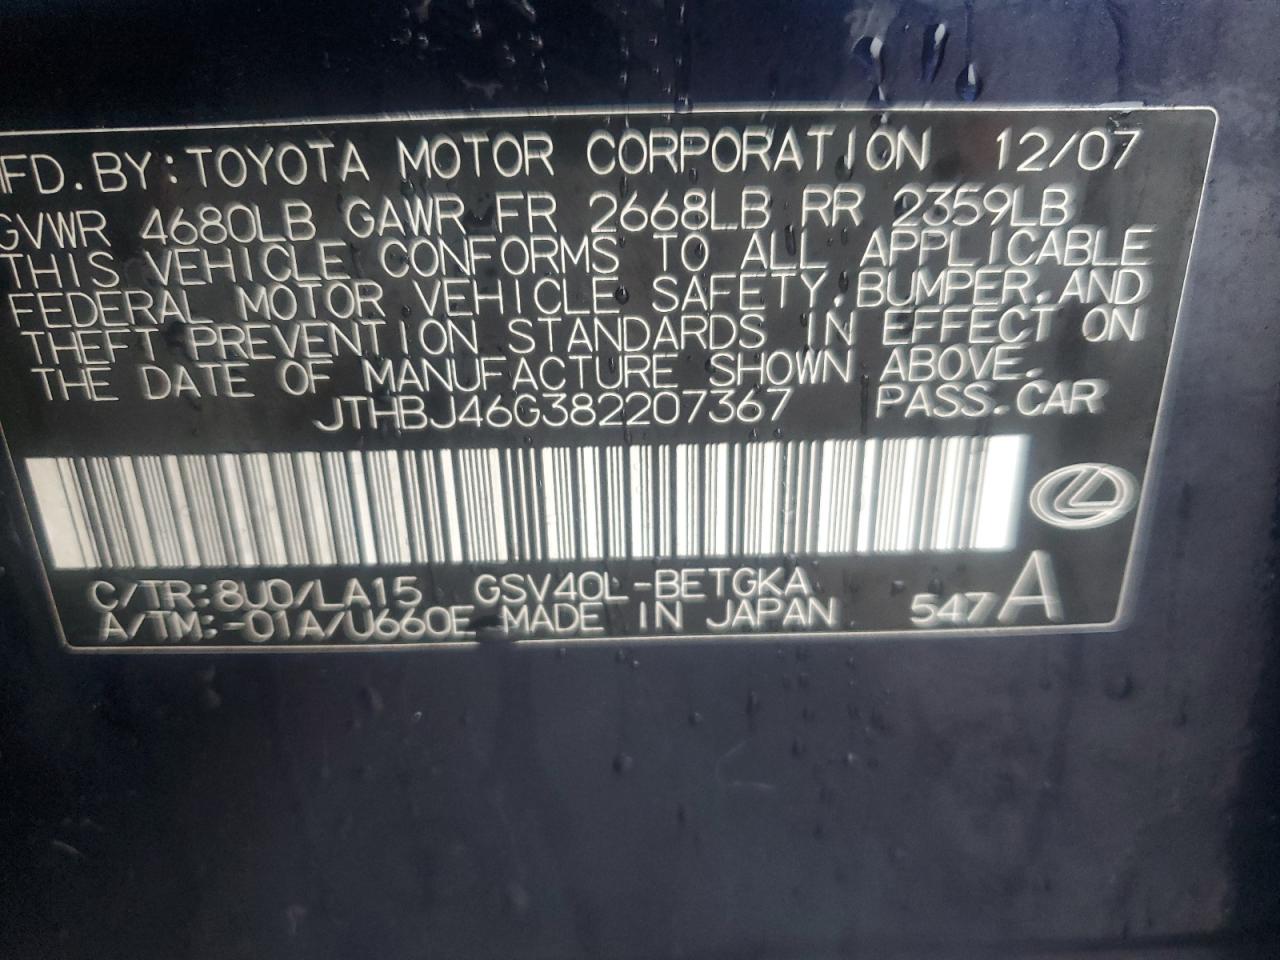 MFD. BY: TOYOTA MOTOR CORPORATION 12/07
GVWR 4680LB GAWR FR 2668LB RR 2359LB
THIS VEHICLE CONFORMS TO ALL APPLICABLE
FEDERAL MOTOR VEHICLE SAFETY, BUMPER, AND
THEFT PREVENTION STANDARDS IN EFFECT ON
THE DATE OF MANUFACTURE SHOWN ABOVE.
JTHBJ46G382207367 PASS. CAR
C/TR: 8U0/LA15 GSV40L-BETGKA
A/TM: -01A/U660E MADE IN JAPAN 547 A